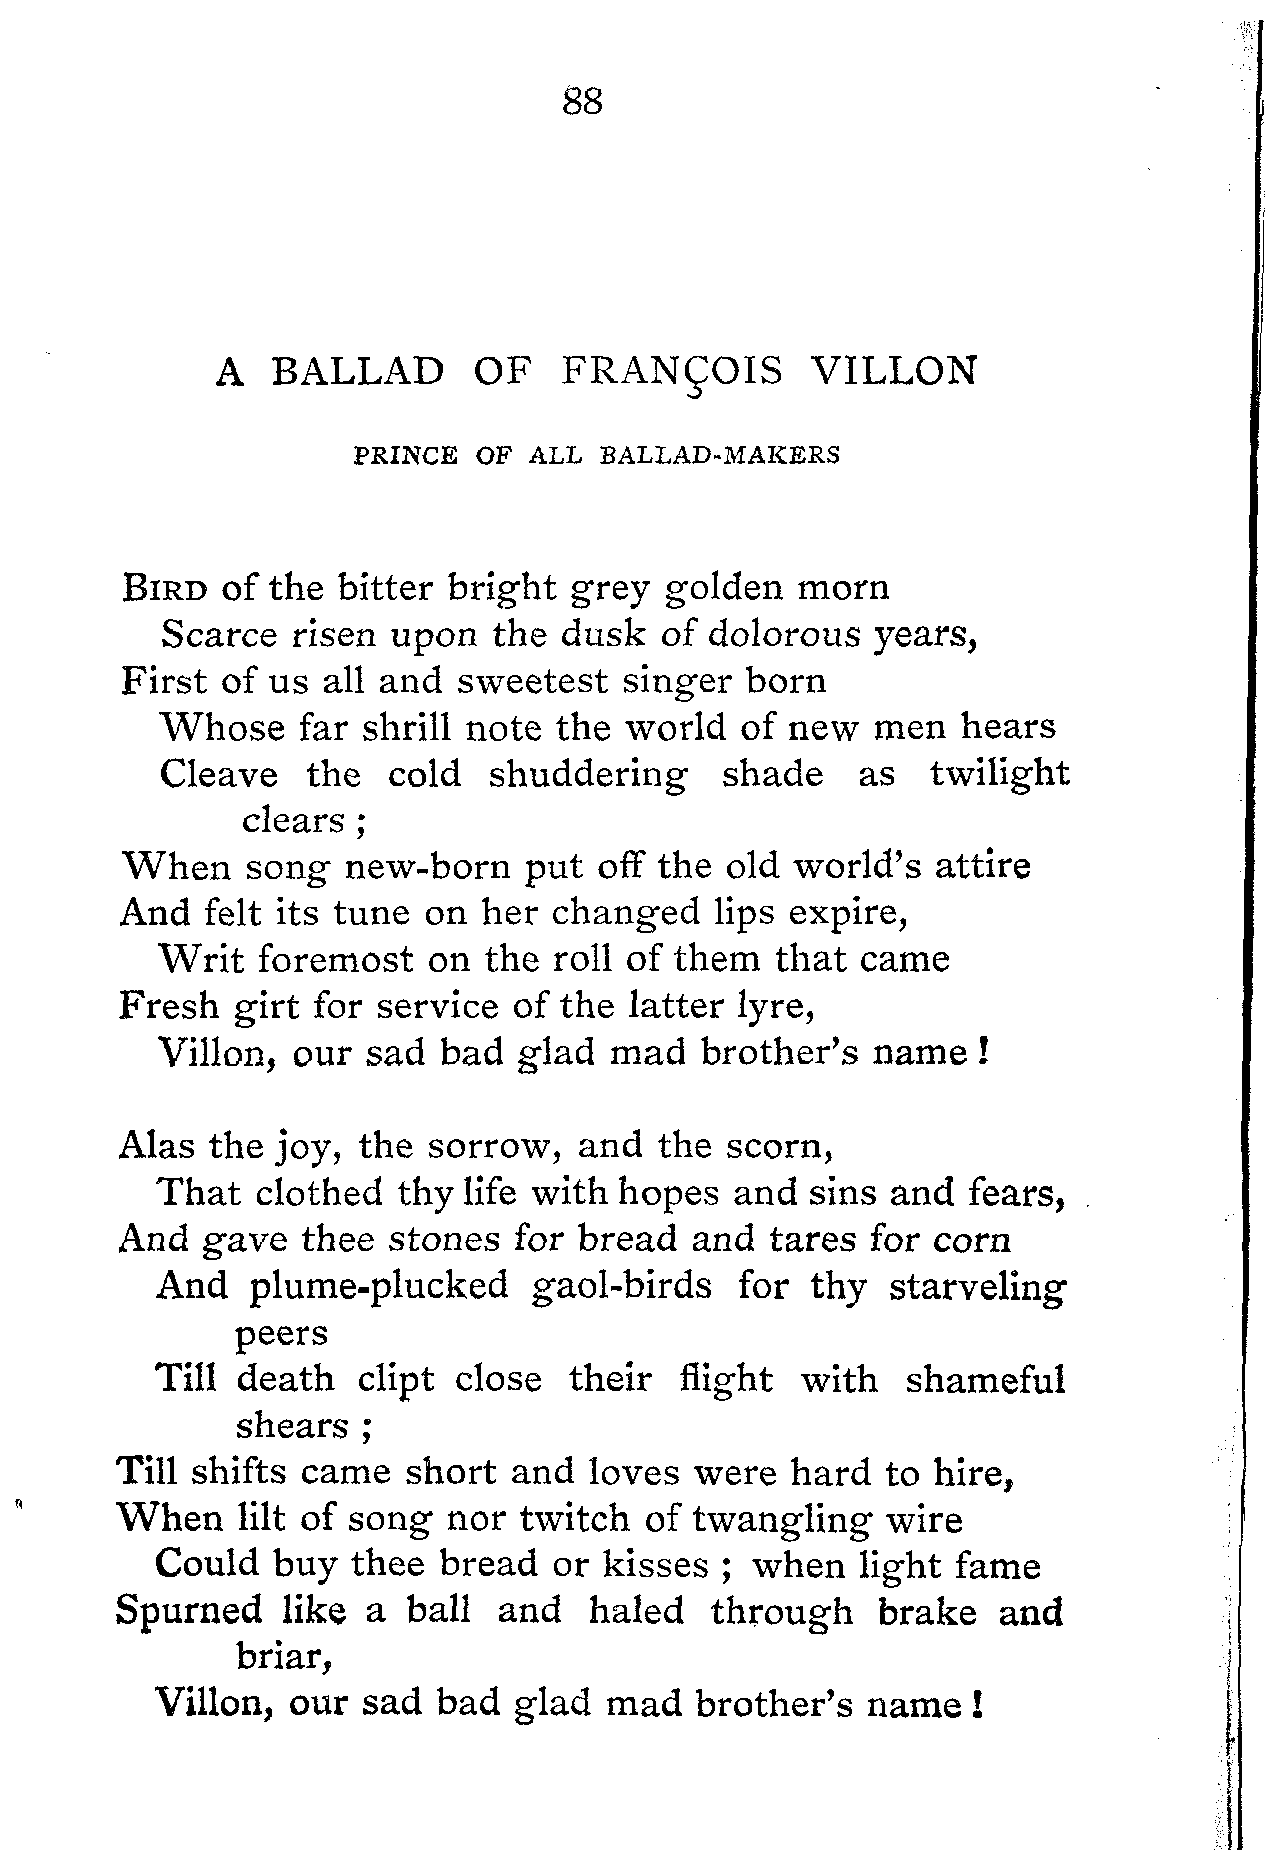 88
A BALLAD OF FRANÇOIS VILLON
PRINCE OF ALL BALLAD-MAKERS
BIRD of the bitter bright grey golden morn
Scarce risen upon the dusk of dolorous years,
First of us all and sweetest singer born
Whose far shrill note the world of new men hears
Cleave the cold shuddering shade as twilight
clears ;
When song new-born put off the old world's attire
And felt its tune on her changed lips expire,
Writ foremost on the roll of them that came
Fresh girt for service of the latter lyre,
Villon, our sad bad glad mad brother's name !
Alas the joy, the sorrow, and the scorn,
That clothed thy life with hopes and sins and fears,
And gave thee stones for bread and tares for corn
And plume-plucked gaol-birds for thy starveling
peers
Till death clipt close their flight with shameful
shears ;
Till shifts came short and loves were hard to hire,
When lilt of song nor twitch of twangling wire
Could buy thee bread or kisses ; when light fame
Spurned like a ball and haled through brake and
briar,
Villon, our sad bad glad mad brother's name !